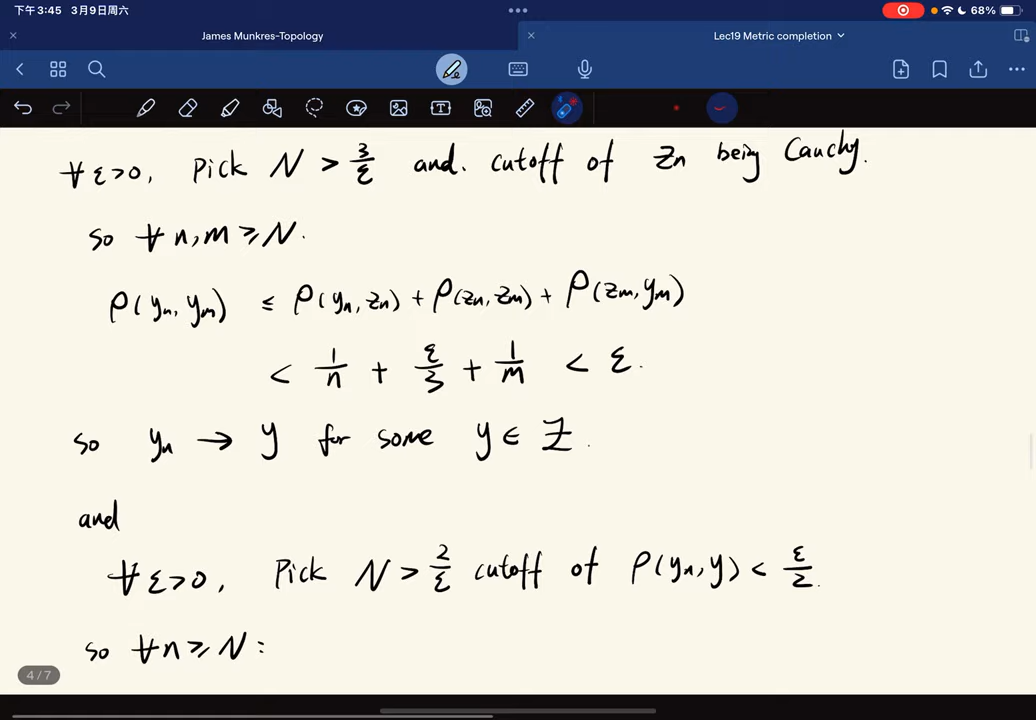 下午3:45 3月9日周六 68%
James Munkres-Topology Lec19 Metric completion
∀ε>0, Pick N > 3/ε and. cutoff of Zn being Cauchy.
so ∀n,m ≥ N.
ρ(yn, ym) ≤ ρ(yn, zn) + ρ(zn, zm) + ρ(zm, ym)
< 1/n + ε/3 + 1/m < ε.
so yn → y for some y ∈ Z.
and
∀ε>0, Pick N > 2/ε cutoff of ρ(yn, y) < ε/2.
so ∀n ≥ N:
4 / 7